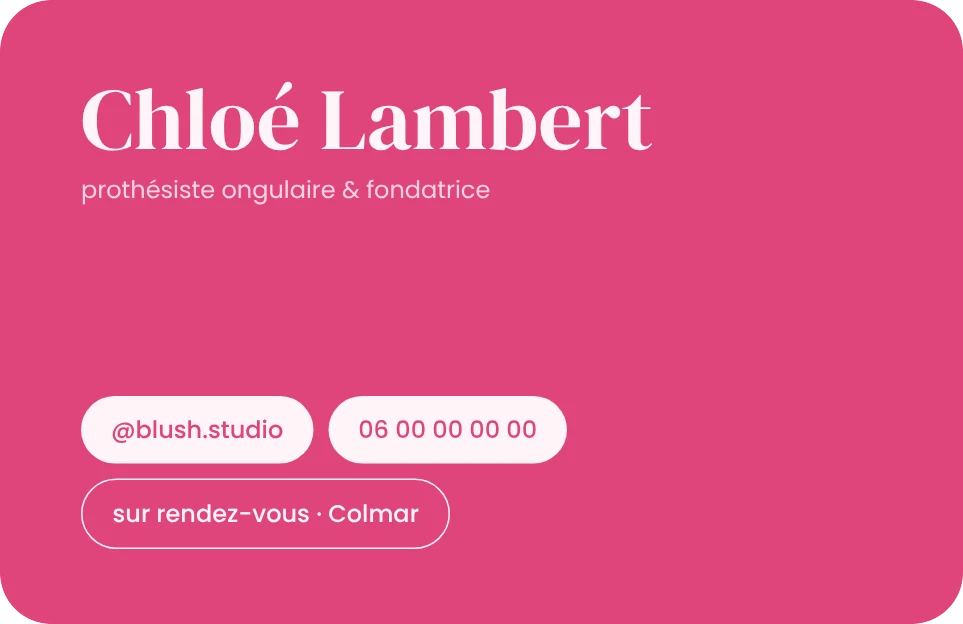 Chloé Lambert
prothésiste ongulaire & fondatrice
@blush.studio
06 00 00 00 00
sur rendez-vous · Colmar